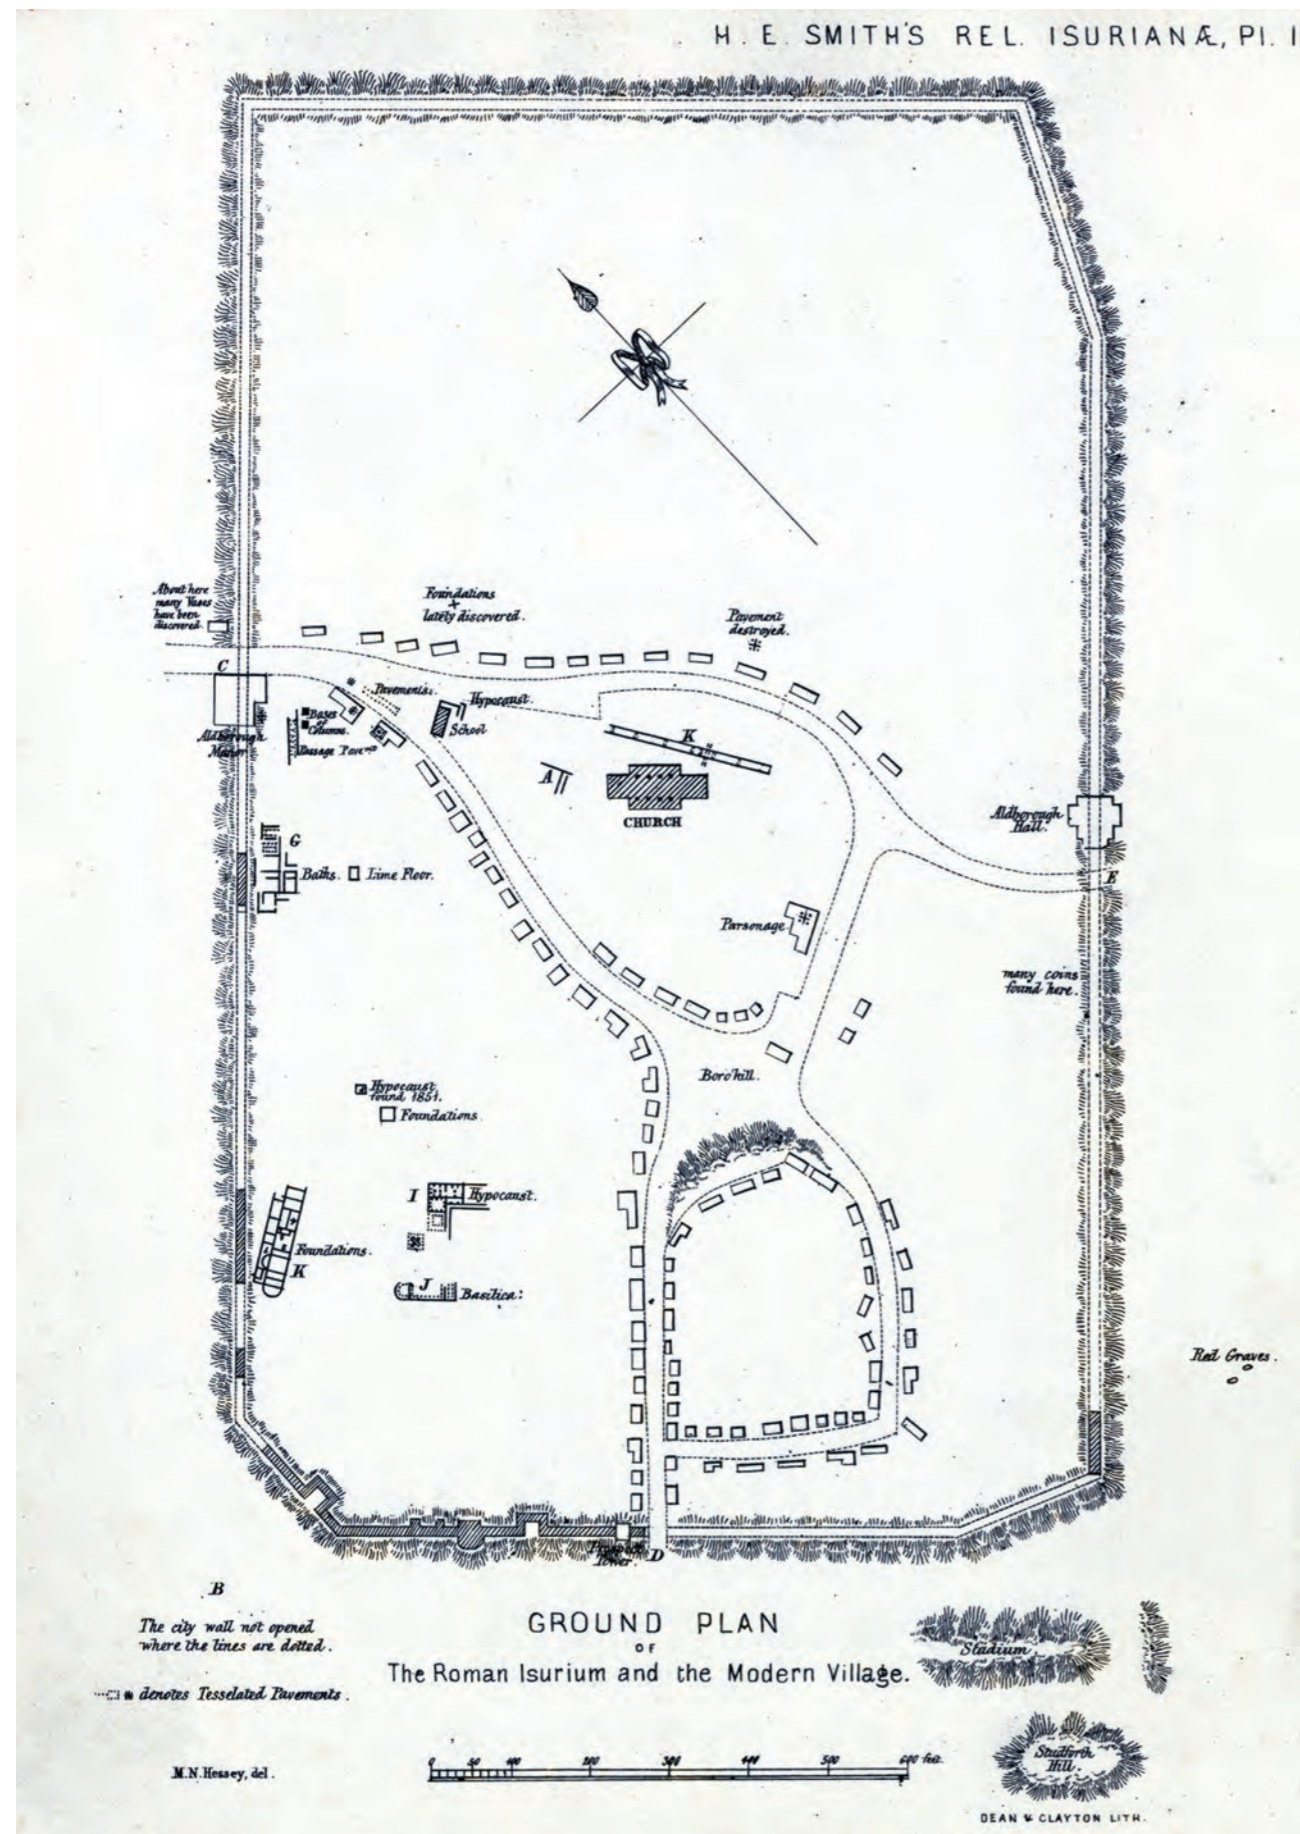 H. E. SMITH'S REL. ISURIANÆ, Pl. I
About here
many Vases
have been
discovered.
Foundations
lately discovered.
Pavement
destroyed.
C
Pavements.
Hypocaust.
School
Bases
of
Columns.
Passage Pavemt
Aldborough
Manor
K
A
CHURCH
Aldborough
Hall.
E
G
Baths.
Lime Floor.
Parsonage.
many coins
found here.
Boro'hill.
Hypocaust
found 1851.
Foundations.
I
Hypocaust.
Foundations.
K
J
Basilica:
Red Graves.
Prospect
Tower.
D
B
The city wall not opened
where the lines are dotted.
denotes Tesselated Pavements.
GROUND PLAN
OF
The Roman Isurium and the Modern Village.
Stadium.
Studforth
Hill.
0 50 100 200 300 400 500 600 feet.
M.N. Hessey, del.
DEAN & CLAYTON LITH.